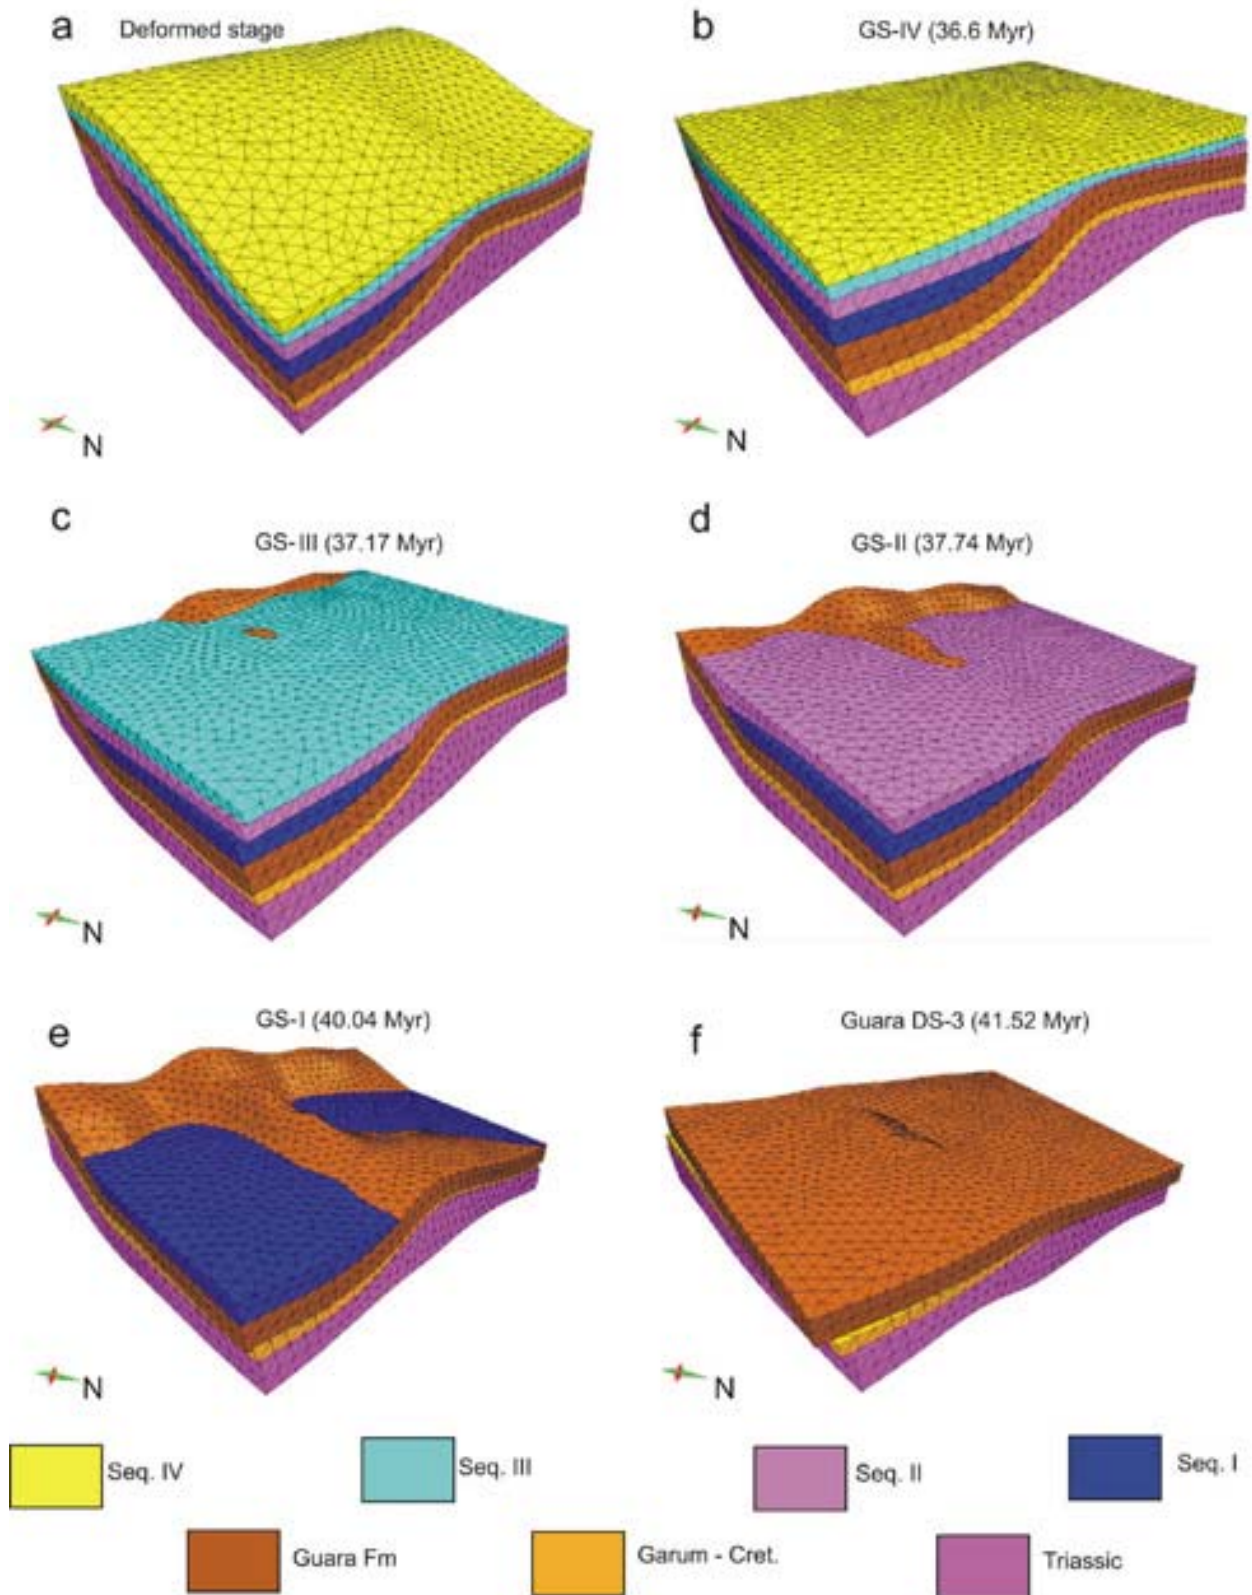 a Deformed stage
b GS-IV (36.6 Myr)
N
N
c GS-III (37.17 Myr)
d GS-II (37.74 Myr)
N
N
e GS-I (40.04 Myr)
f Guara DS-3 (41.52 Myr)
N
N
Seq. IV
Seq. III
Seq. II
Seq. I
Guara Fm
Garum - Cret.
Triassic